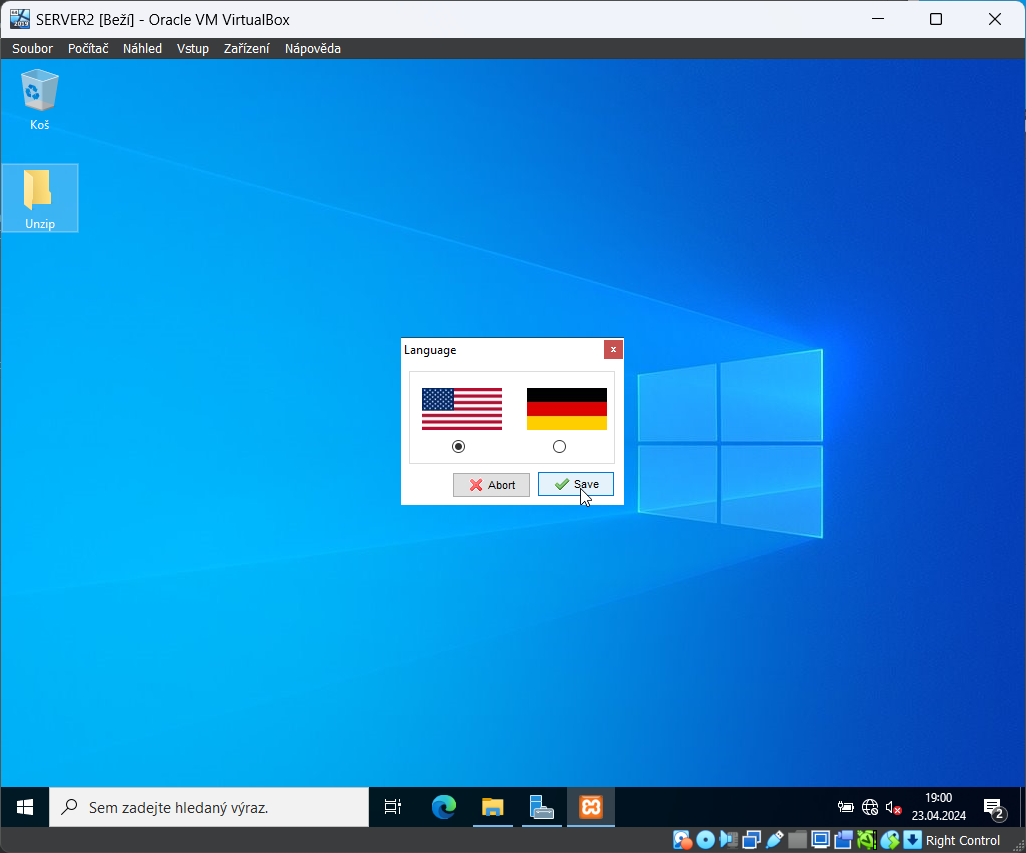 SERVER2 [Beží] - Oracle VM VirtualBox
Soubor Počítač Náhled Vstup Zařízení Nápověda
Koš
Unzip
Language
x
Abort Save
Sem zadejte hledaný výraz.
19:00
23.04.2024
2
Right Control